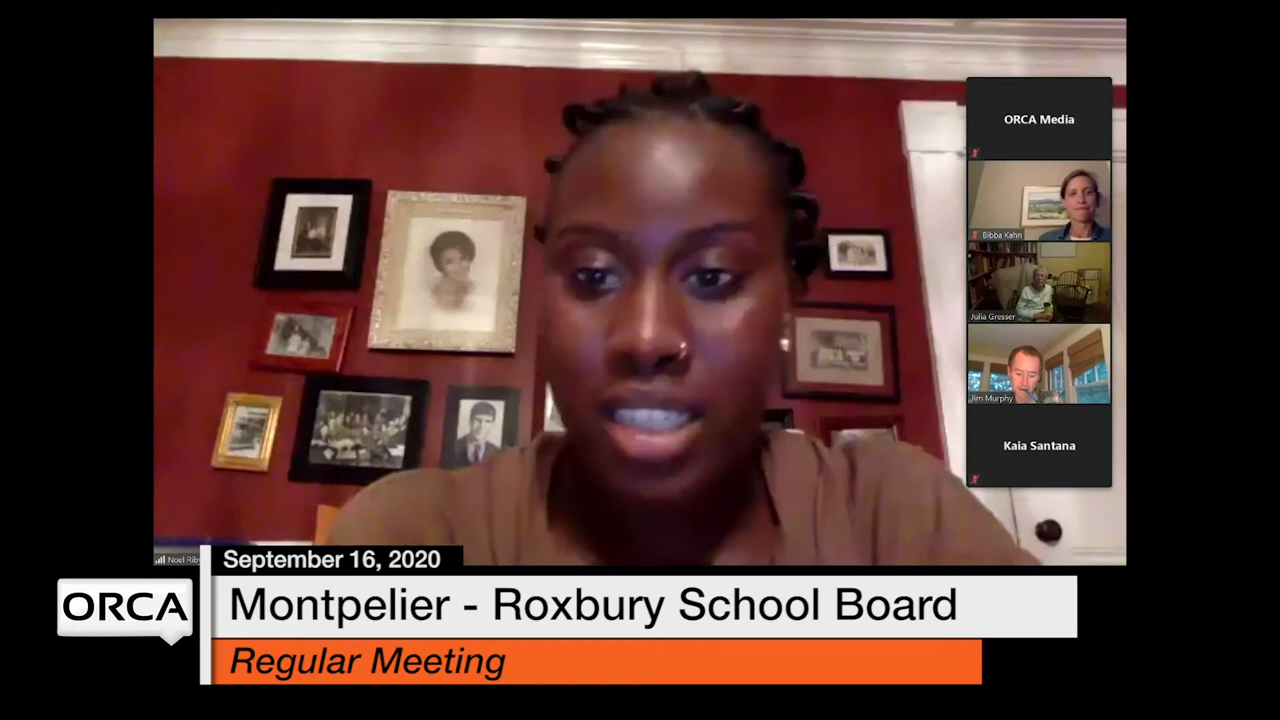 ORCA Media
Bibba Kahn
Julia Gresser
Jim Murphy
Kaia Santana
Noel
September 16, 2020
ORCA
Montpelier - Roxbury School Board
Regular Meeting